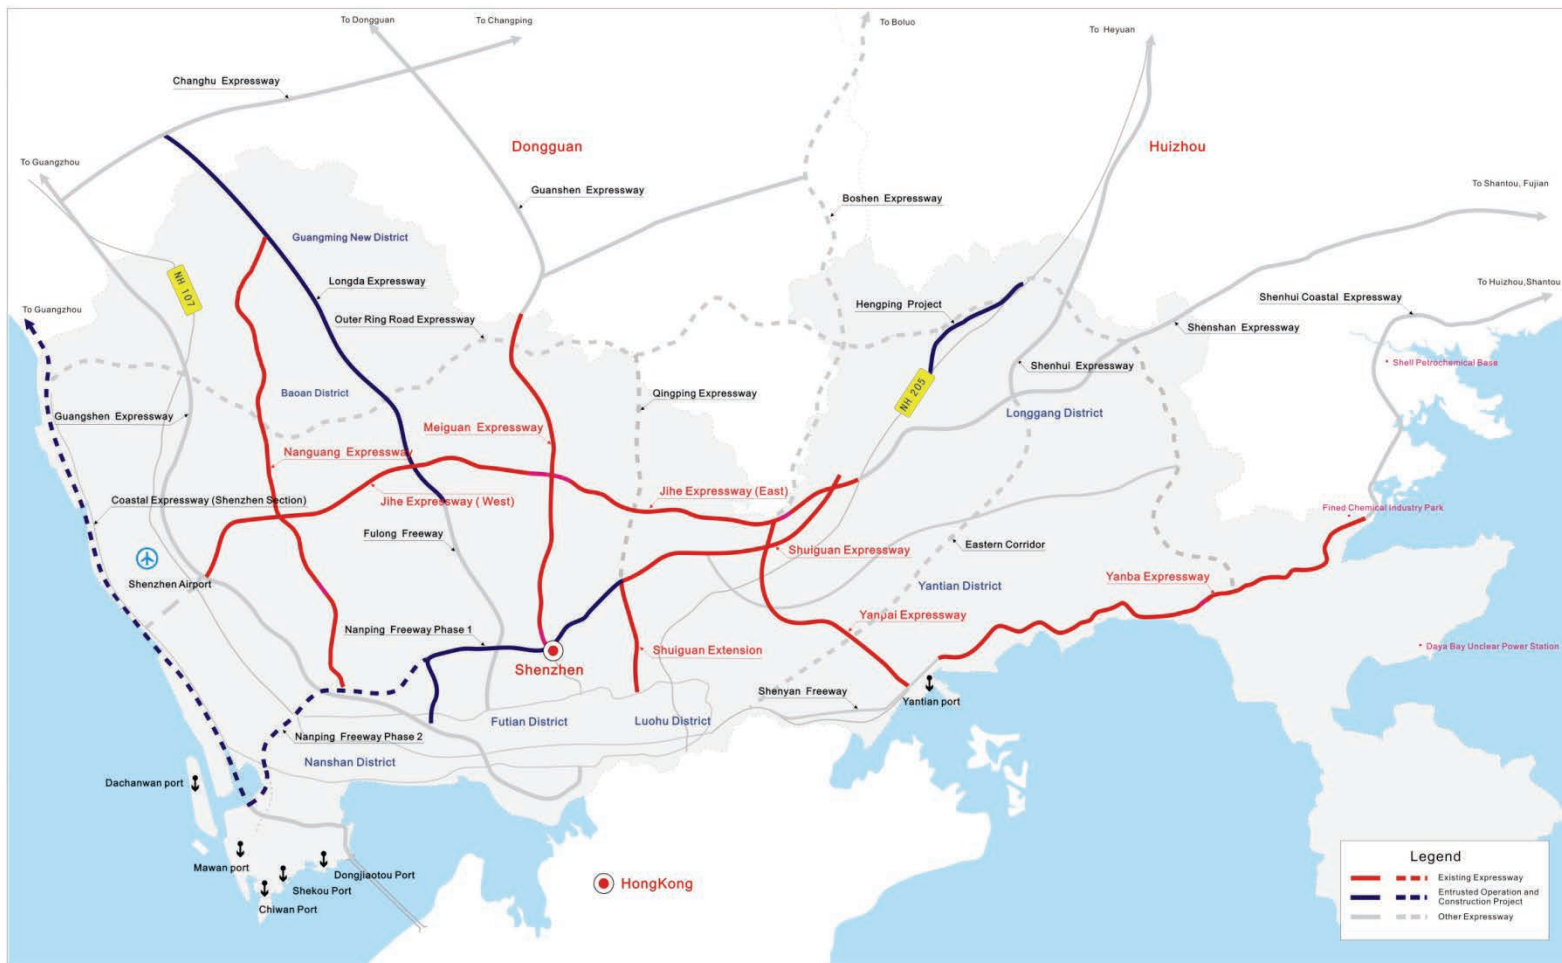 To Dongguan
To Changping
To Boluo
To Heyuan
Changhu Expressway
Dongguan
Huizhou
To Guangzhou
Guanshen Expressway
Boshen Expressway
To Shantou, Fujian
Guangming New District
NH 107
Longda Expressway
To Huizhou,Shantou
Shenhui Coastal Expressway
To Guangzhou
Hengping Project
Outer Ring Road Expressway
Shenshan Expressway
Shell Petrochemical Base
Shenhui Expressway
NH 205
Baoan District
Qingping Expressway
Guangshen Expressway
Longgang District
Meiguan Expressway
Nanguang Expressway
Jihe Expressway (East)
Coastal Expressway (Shenzhen Section)
Jihe Expressway ( West)
Fined Chemical Industry Park
Fulong Freeway
Shuiguan Expressway
Eastern Corridor
Shenzhen Airport
Yantian District
Yanba Expressway
Yanpai Expressway
Nanping Freeway Phase 1
Shuiguan Extension
Daya Bay Unclear Power Station
Shenzhen
Shenyan Freeway
Yantian port
Futian District
Luohu District
Nanping Freeway Phase 2
Nanshan District
Dachanwan port
Mawan port
Dongjiaotou Port
Shekou Port
Chiwan Port
HongKong
Legend
Existing Expressway
Entrusted Operation and
Construction Project
Other Expressway